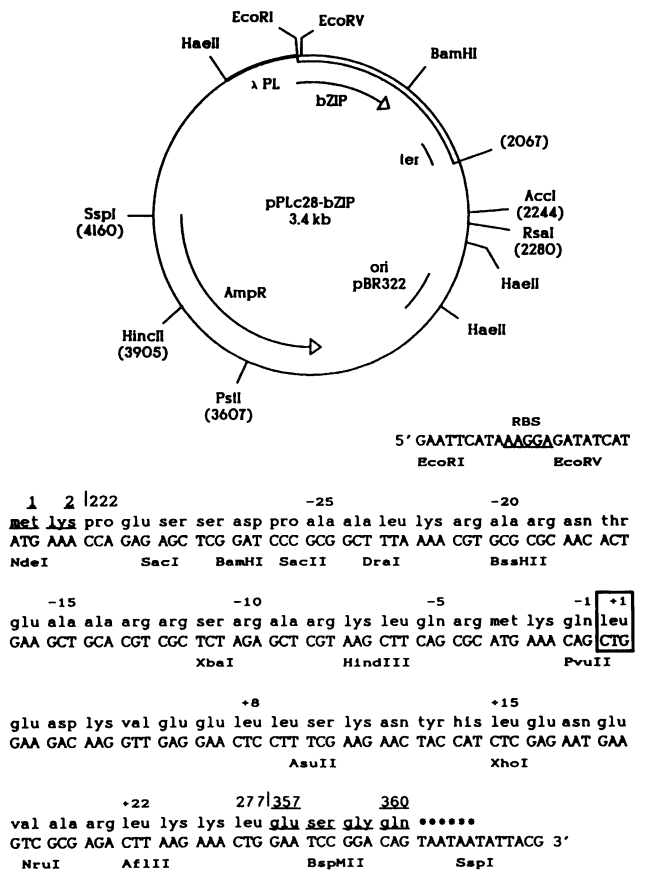 EcoRI EcoRV
HaeII
BamHI
λ PL
bZIP
ter
(2067)
pPLc28-bZIP
3.4 kb
SspI
(4160)
AccI
(2244)
RsaI
(2280)
HaeII
ori
pBR322
AmpR
HaeII
HincII
(3905)
PstI
(3607)
RBS
5' GAATTCATAAAGGAGATATCAT
EcoRI EcoRV
1 2 |222 -25 -20
met lys pro glu ser ser asp pro ala ala leu lys arg ala arg asn thr
ATG AAA CCA GAG AGC TCG GAT CCC GCG GCT TTA AAA CGT GCG CGC AAC ACT
NdeI SacI BamHI SacII DraI BssHII
-15 -10 -5 -1 +1
glu ala ala arg arg ser arg ala arg lys leu gln arg met lys gln leu
GAA GCT GCA CGT CGC TCT AGA GCT CGT AAG CTT CAG CGC ATG AAA CAG CTG
XbaI HindIII PvuII
+8 +15
glu asp lys val glu glu leu leu ser lys asn tyr his leu glu asn glu
GAA GAC AAG GTT GAG GAA CTC CTT TCG AAG AAC TAC CAT CTC GAG AAT GAA
AsuII XhoI
+22 277| 357 360
val ala arg leu lys lys leu glu ser gly gln ••••••
GTC GCG AGA CTT AAG AAA CTG GAA TCC GGA CAG TAATAATATTACG 3'
NruI AflII BspMII SspI